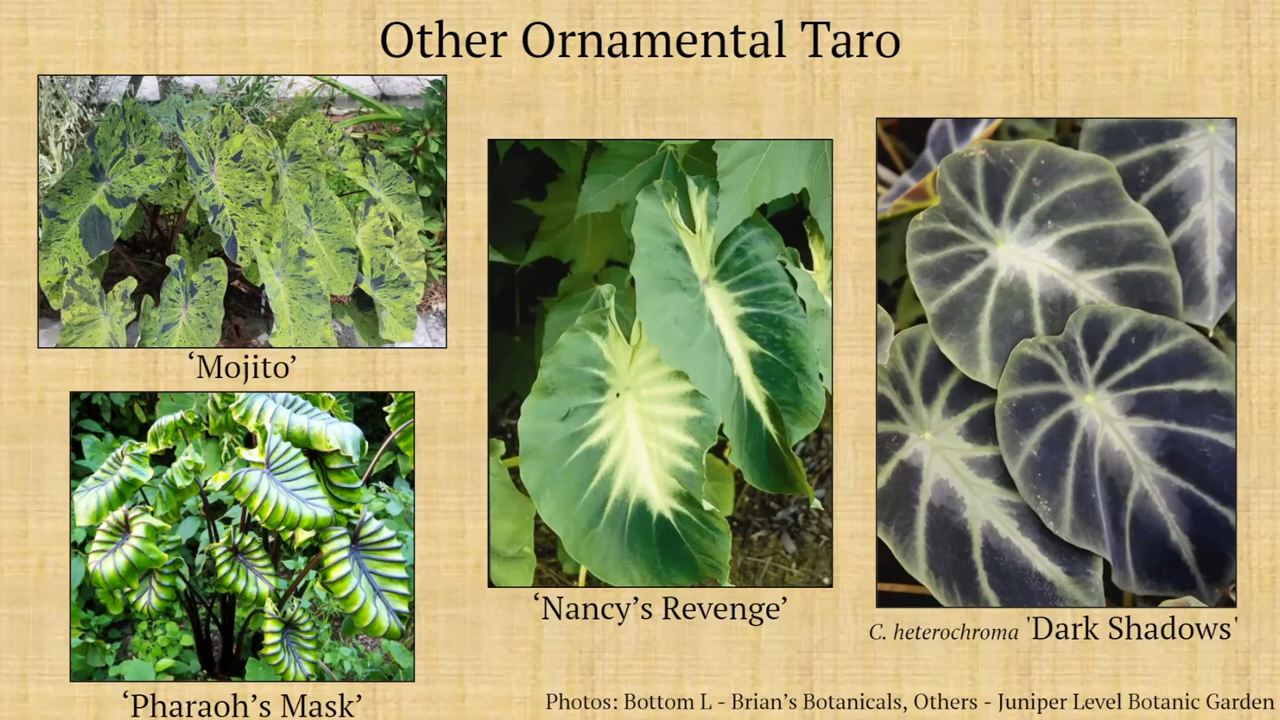 Other Ornamental Taro
‘Mojito’
‘Nancy’s Revenge’
C. heterochroma 'Dark Shadows'
‘Pharaoh’s Mask’
Photos: Bottom L - Brian’s Botanicals, Others - Juniper Level Botanic Garden